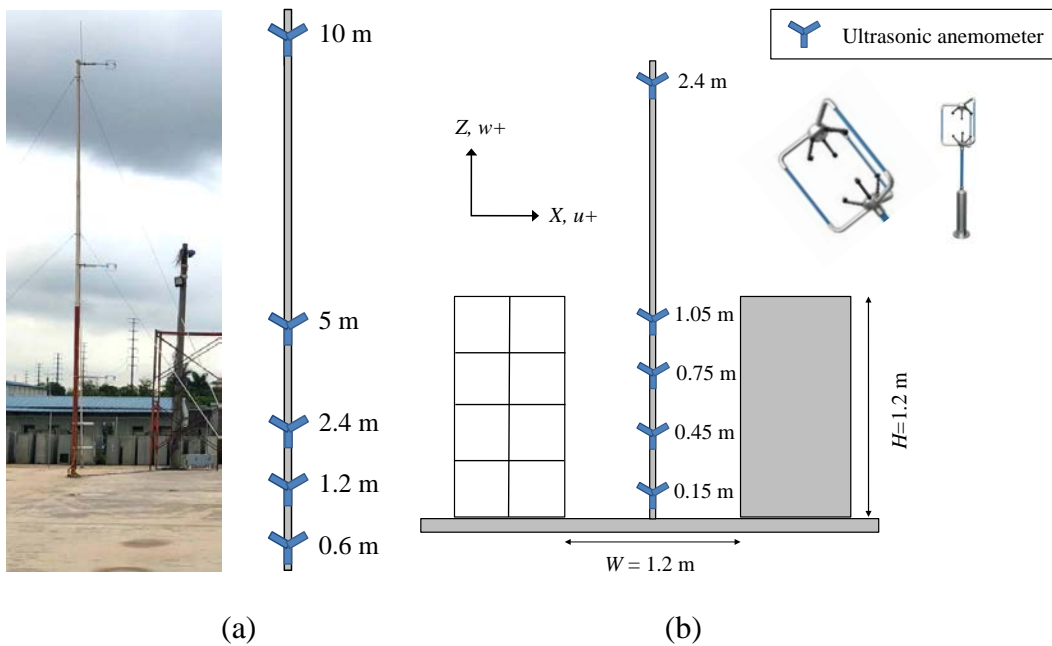 Ultrasonic anemometer
10 m
5 m
2.4 m
1.2 m
0.6 m
(a)
Z, w+
X, u+
2.4 m
1.05 m
0.75 m
0.45 m
0.15 m
H=1.2 m
W = 1.2 m
(b)